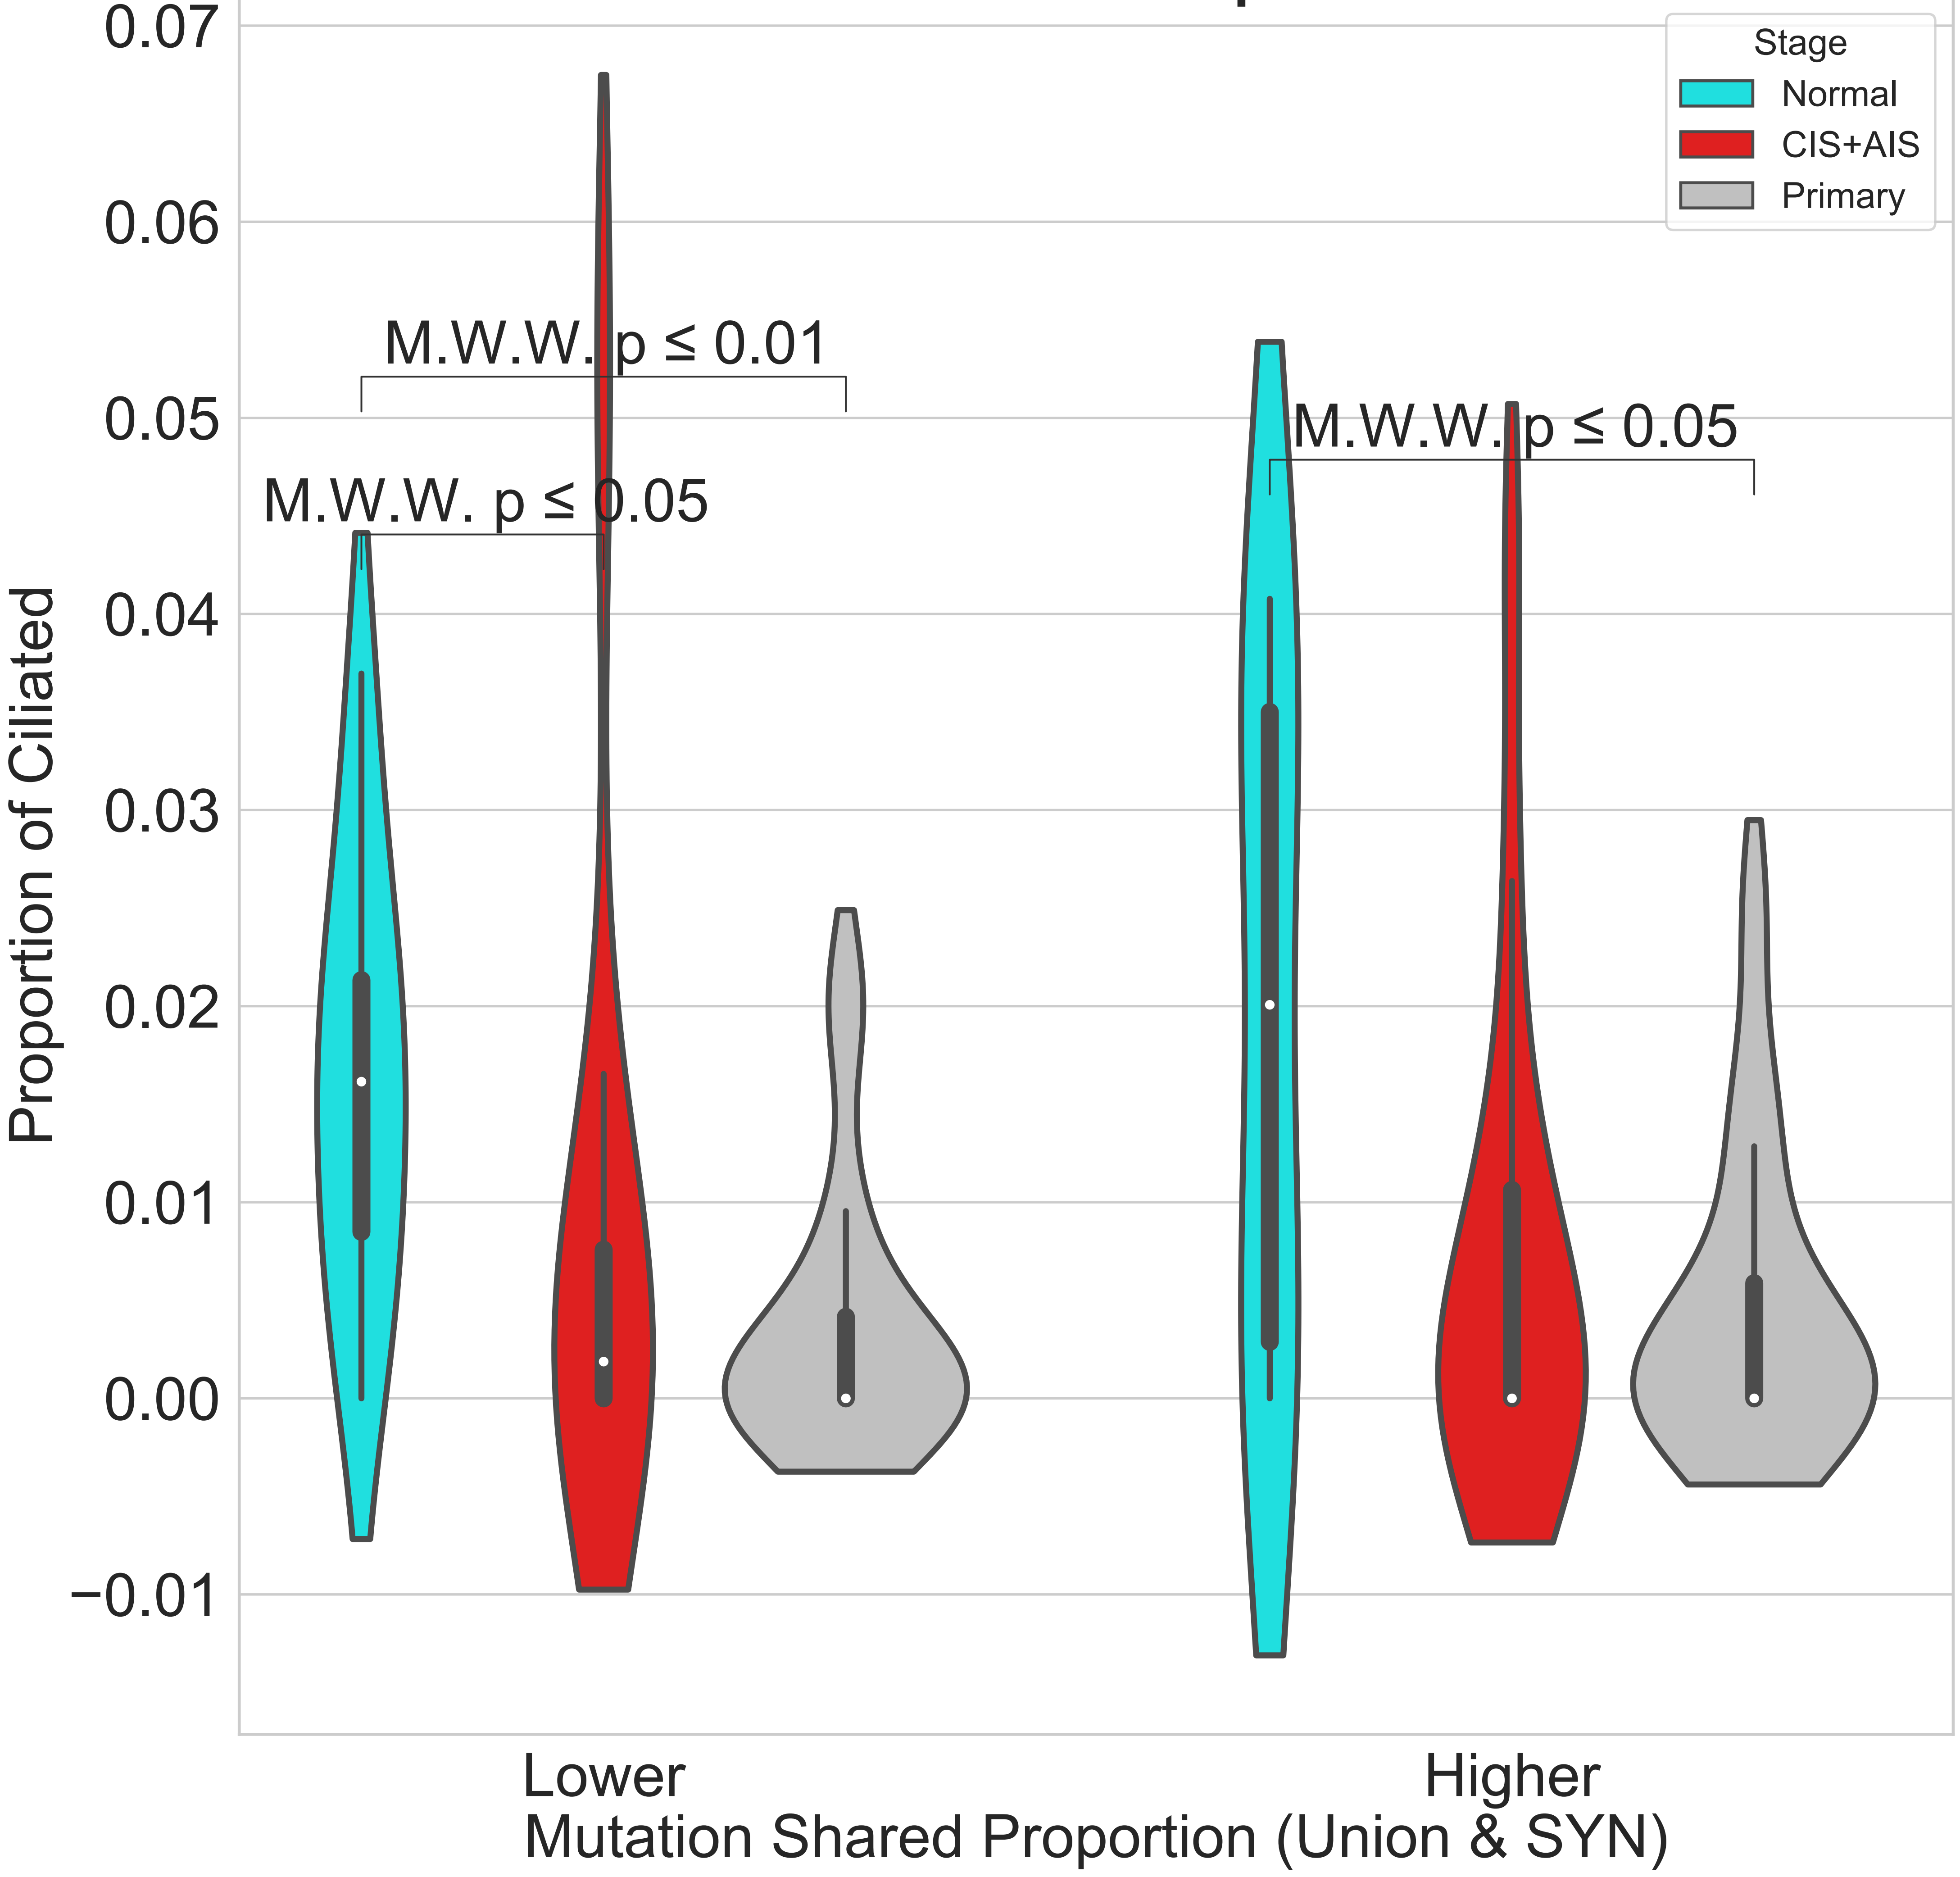 0.07
0.06
0.05
0.04
0.03
0.02
0.01
0.00
−0.01
Proportion of Ciliated
Stage
Normal
CIS+AIS
Primary
M.W.W. p ≤ 0.01
M.W.W. p ≤ 0.05
M.W.W. p ≤ 0.05
Lower
Higher
Mutation Shared Proportion (Union & SYN)